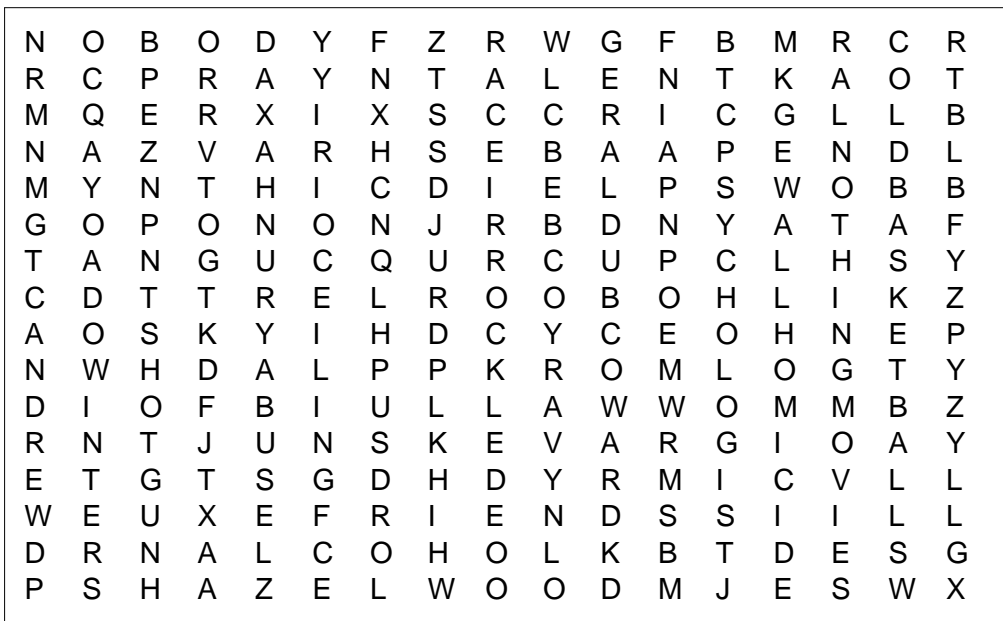 N O B O D Y F Z R W G F B M R C R
R C P R A Y N T A L E N T K A O T
M Q E R X I X S C C R I C G L L B
N A Z V A R H S E B A A P E N D L
M Y N T H I C D I E L P S W O B B
G O P O N O N J R B D N Y A T A F
T A N G U C Q U R C U P C L H S Y
C D T T R E L R O O B O H L I K Z
A O S K Y I H D C Y C E O H N E P
N W H D A L P P K R O M L O G T Y
D I O F B I U L L A W W O M M B Z
R N T J U N S K E V A R G I O A Y
E T G T S G D H D Y R M I C V L L
W E U X E F R I E N D S S I I L L
D R N A L C O H O L K B T D E S G
P S H A Z E L W O O D M J E S W X